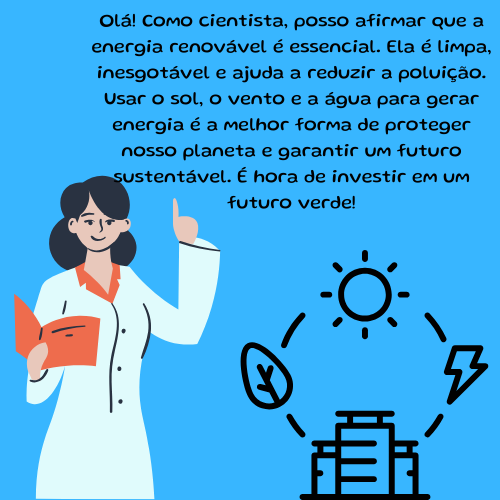 Olá! Como cientista, posso afirmar que a
energia renovável é essencial. Ela é limpa,
inesgotável e ajuda a reduzir a poluição.
Usar o sol, o vento e a água para gerar
energia é a melhor forma de proteger
nosso planeta e garantir um futuro
sustentável. É hora de investir em um
futuro verde!